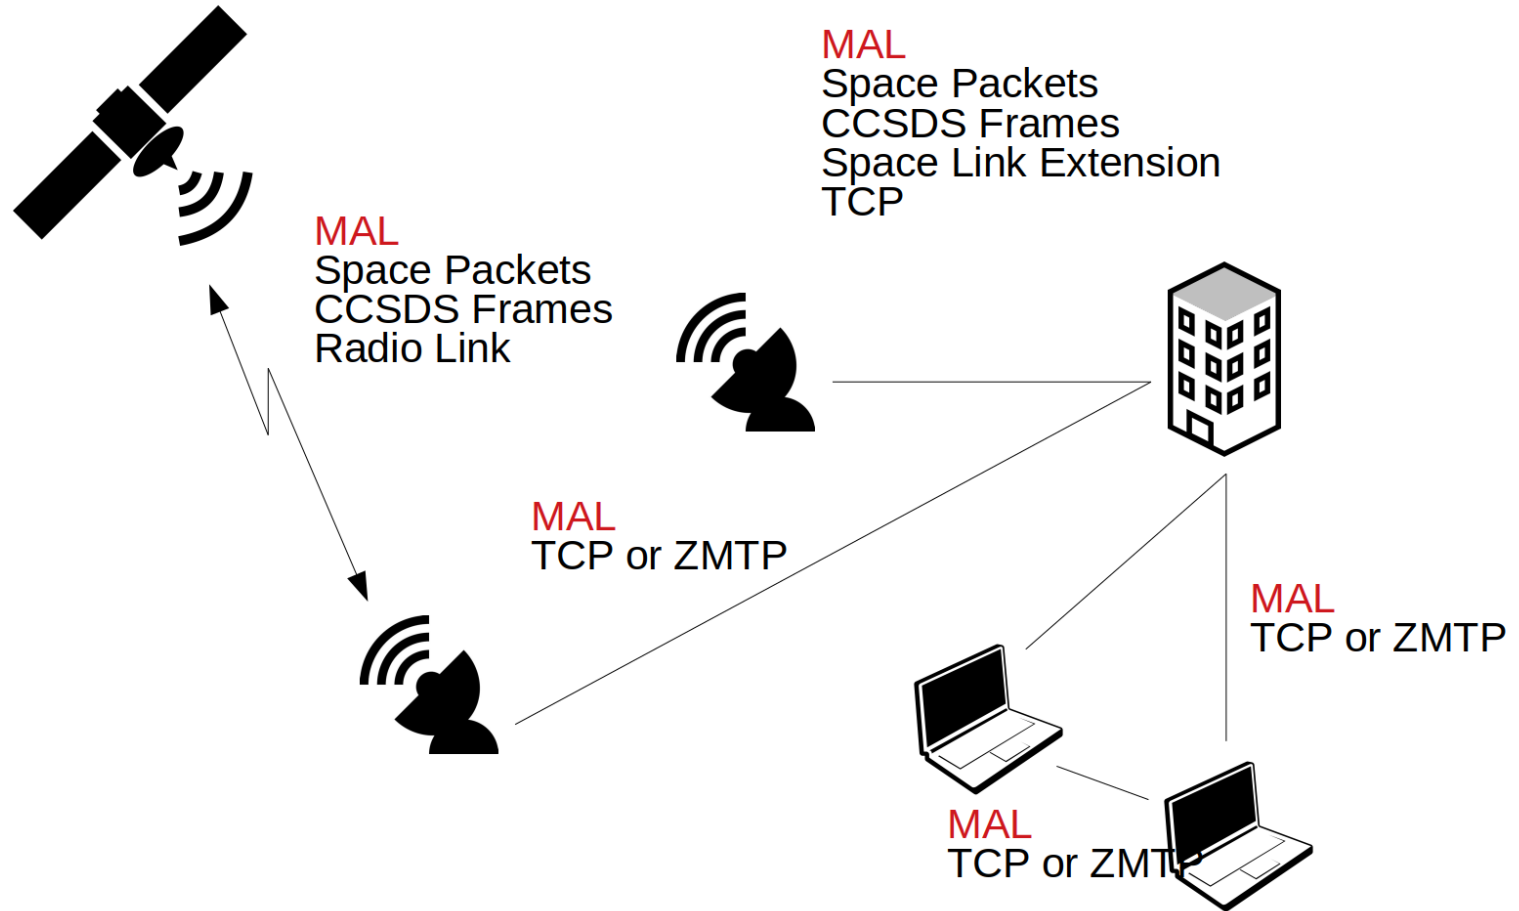 MAL
Space Packets
CCSDS Frames
Space Link Extension
TCP
MAL
Space Packets
CCSDS Frames
Radio Link
MAL
TCP or ZMTP
MAL
TCP or ZMTP
MAL
TCP or ZMTP